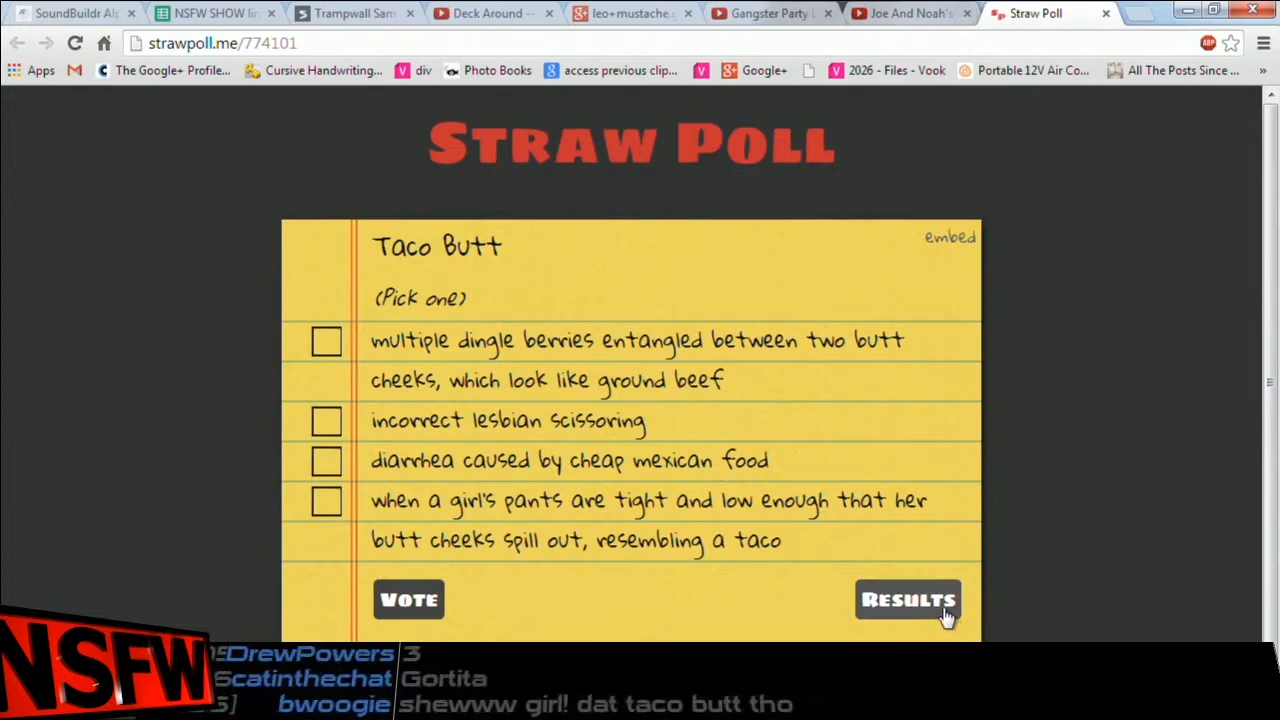 SoundBuildr Al
NSFW SHOW lin
Trampwall Sam
Deck Around --
leo+mustache.g
Gangster Party L
Joe And Noah's
Straw Poll
strawpoll.me/774101
ABP
Apps
The Google+ Profile...
Cursive Handwriting...
div
Photo Books
access previous clip...
Google+
2026 - Files - Vook
Portable 12V Air Co...
All The Posts Since ...
»
Straw Poll
embed
Taco Butt
(Pick one)
multiple dingle berries entangled between two butt
cheeks, which look like ground beef
incorrect lesbian scissoring
diarrhea caused by cheap mexican food
when a girl's pants are tight and low enough that her
butt cheeks spill out, resembling a taco
Vote
Results
NSFW
DrewPowers 3
catinthechat Gortita
bwoogie shewww girl! dat taco butt tho